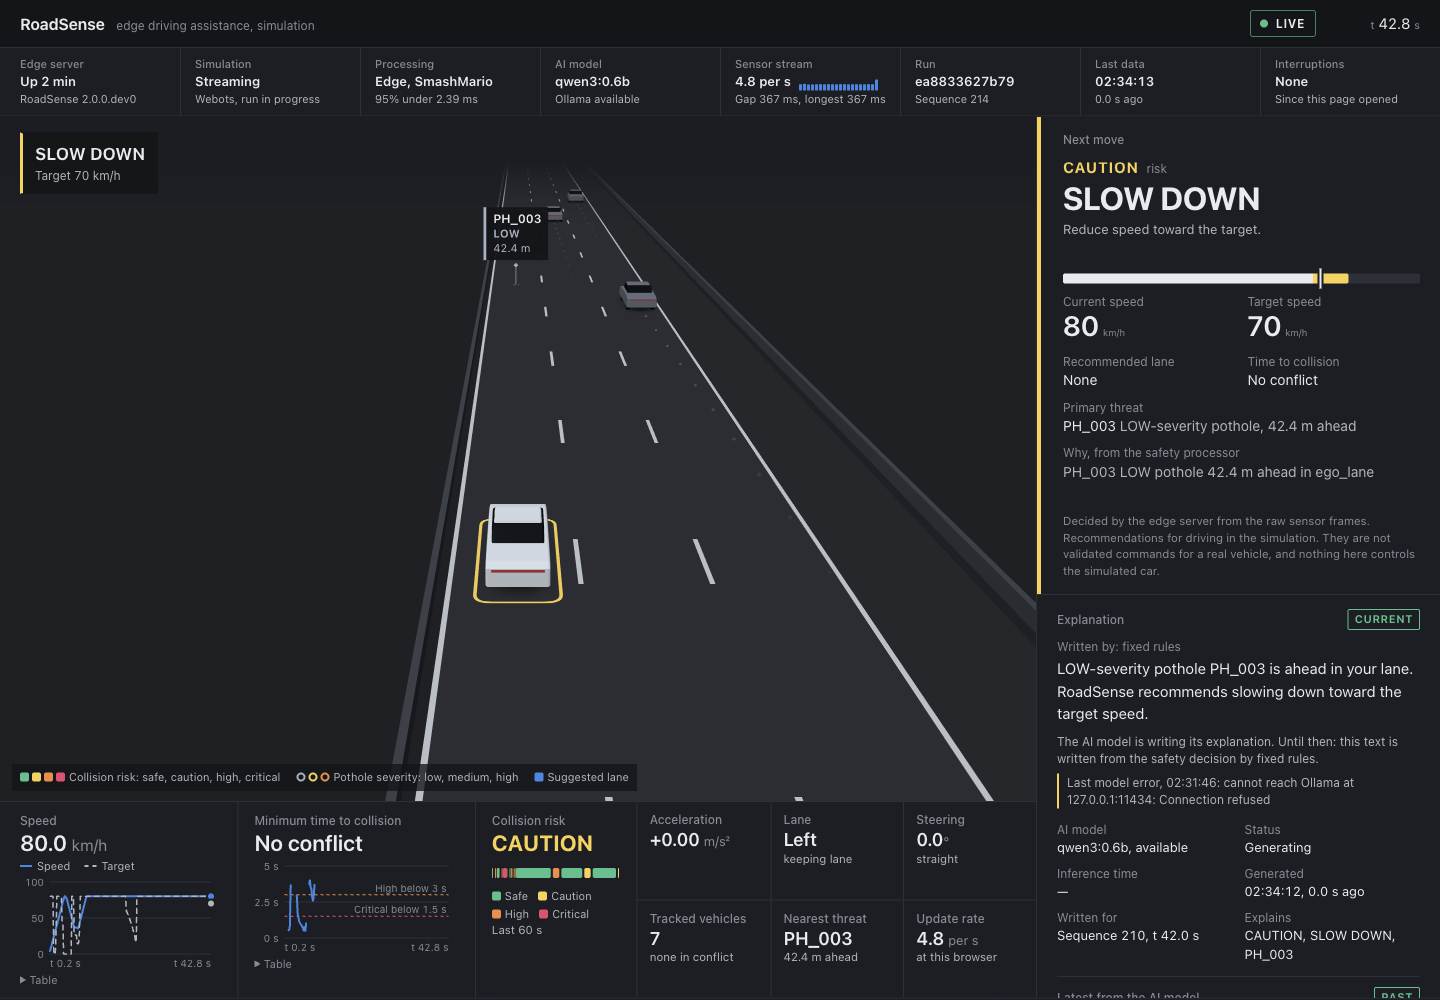 RoadSense edge driving assistance, simulation
LIVE
t 42.8 s
Edge server
Up 2 min
RoadSense 2.0.0.dev0
Simulation
Streaming
Webots, run in progress
Processing
Edge, SmashMario
95% under 2.39 ms
AI model
qwen3:0.6b
Ollama available
Sensor stream
4.8 per s
Gap 367 ms, longest 367 ms
Run
ea8833627b79
Sequence 214
Last data
02:34:13
0.0 s ago
Interruptions
None
Since this page opened
SLOW DOWN
Target 70 km/h
PH_003
LOW
42.4 m
Collision risk: safe, caution, high, critical
Pothole severity: low, medium, high
Suggested lane
Next move
CAUTION risk
SLOW DOWN
Reduce speed toward the target.
Current speed
80 km/h
Target speed
70 km/h
Recommended lane
None
Time to collision
No conflict
Primary threat
PH_003 LOW-severity pothole, 42.4 m ahead
Why, from the safety processor
PH_003 LOW pothole 42.4 m ahead in ego_lane
Decided by the edge server from the raw sensor frames.
Recommendations for driving in the simulation. They are not
validated commands for a real vehicle, and nothing here controls
the simulated car.
Explanation
CURRENT
Written by: fixed rules
LOW-severity pothole PH_003 is ahead in your lane.
RoadSense recommends slowing down toward the
target speed.
The AI model is writing its explanation. Until then: this text is
written from the safety decision by fixed rules.
Last model error, 02:31:46: cannot reach Ollama at
127.0.0.1:11434: Connection refused
AI model
qwen3:0.6b, available
Status
Generating
Inference time
—
Generated
02:34:12, 0.0 s ago
Written for
Sequence 210, t 42.0 s
Explains
CAUTION, SLOW DOWN,
PH_003
Latest from the AI model
PAST
Speed
80.0 km/h
Speed
Target
100
50
0
t 0.2 s
t 42.8 s
Table
Minimum time to collision
No conflict
5 s
High below 3 s
2.5 s
Critical below 1.5 s
0 s
t 0.2 s
t 42.8 s
Table
Collision risk
CAUTION
Safe
Caution
High
Critical
Last 60 s
Acceleration
+0.00 m/s²
Lane
Left
keeping lane
Steering
0.0°
straight
Tracked vehicles
7
none in conflict
Nearest threat
PH_003
42.4 m ahead
Update rate
4.8 per s
at this browser